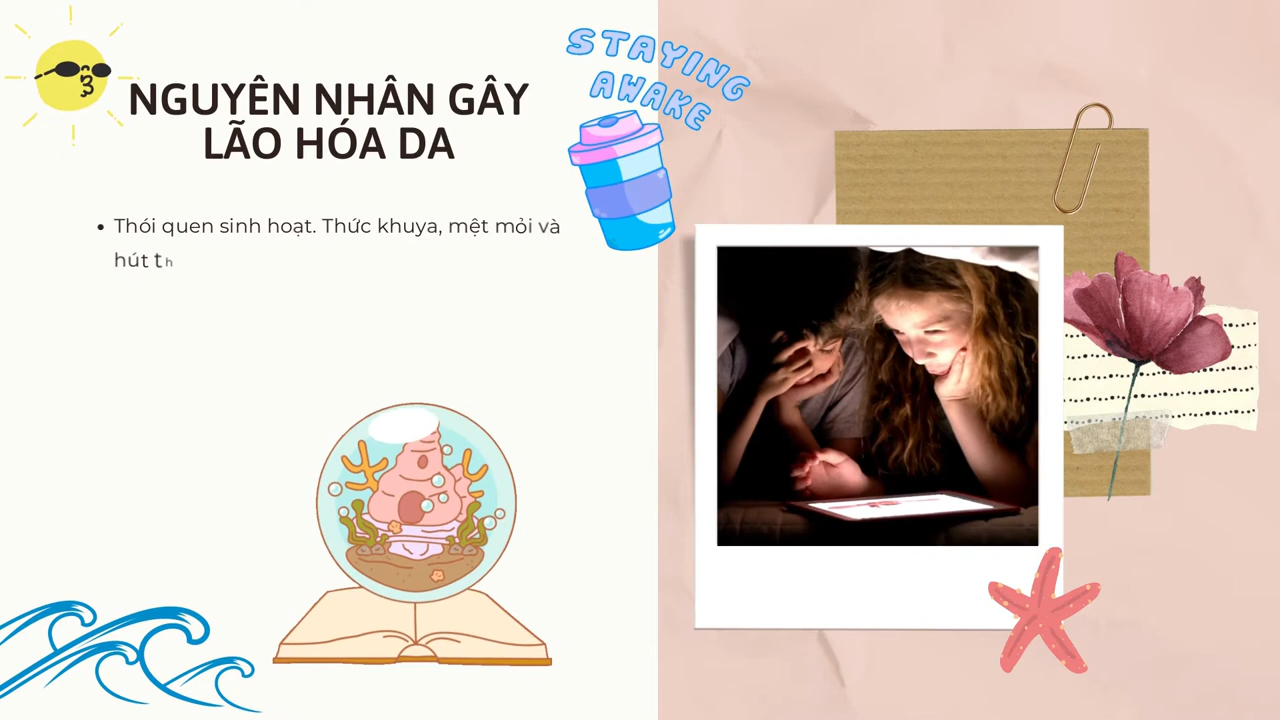 NGUYÊN NHÂN GÂY
LÃO HÓA DA
STAYING
AWAKE
• Thói quen sinh hoạt. Thức khuya, mệt mỏi và
hút th